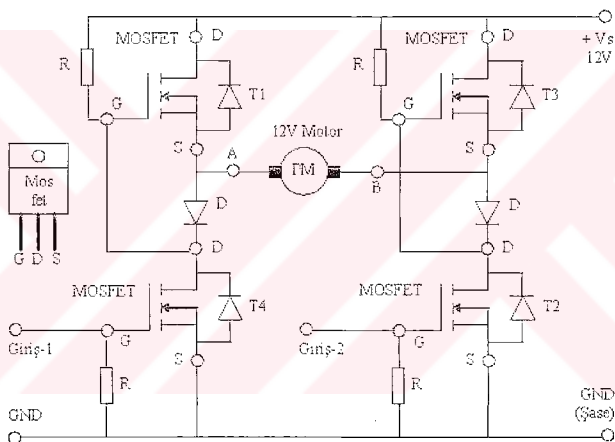 MOSFET
D
MOSFET
D
+ Vs
12V
R
R
G
T1
G
T3
12V Motor
S
A
S
PM
B
Mos
fet
D
D
G D S
D
D
MOSFET
MOSFET
T4
T2
Giriş-1
G
Giriş-2
G
S
S
R
R
GND
GND
(Şase)